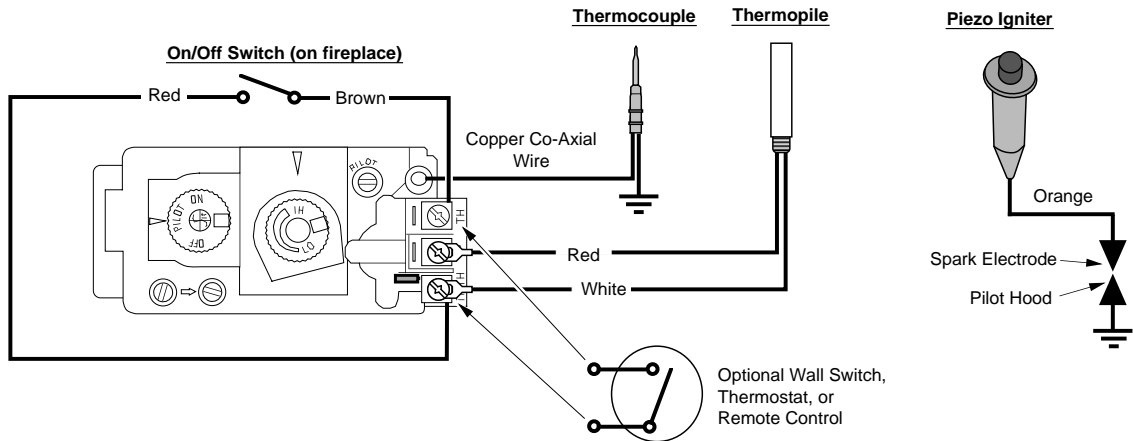 Thermocouple
Thermopile
Piezo Igniter
On/Off Switch (on fireplace)
Red
Brown
Copper Co-Axial
Wire
PILOT
ON
PILOT
OFF
HI
LO
TH
Orange
Red
White
TH
Spark Electrode
Pilot Hood
Optional Wall Switch,
Thermostat, or
Remote Control